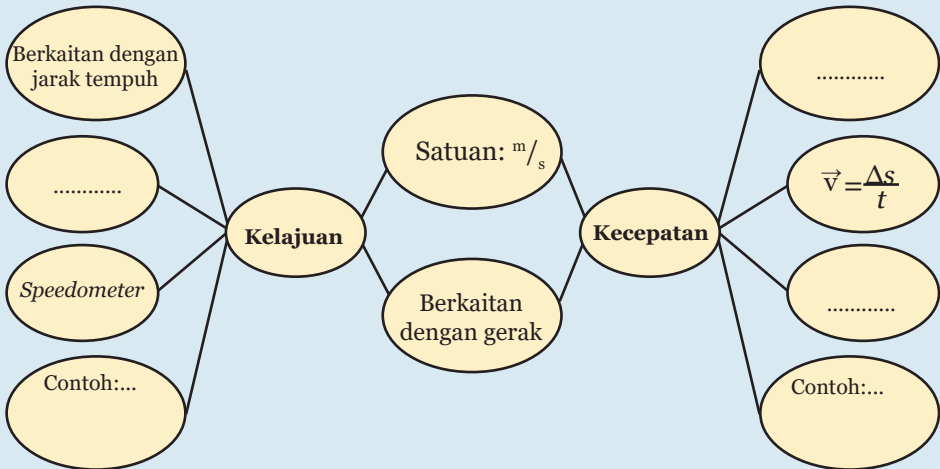 Berkaitan dengan
jarak tempuh
............
Speedometer
Contoh:...
Kelajuan
Satuan: m/s
Berkaitan
dengan gerak
Kecepatan
............
v⃗ = Δs/t
............
Contoh:...